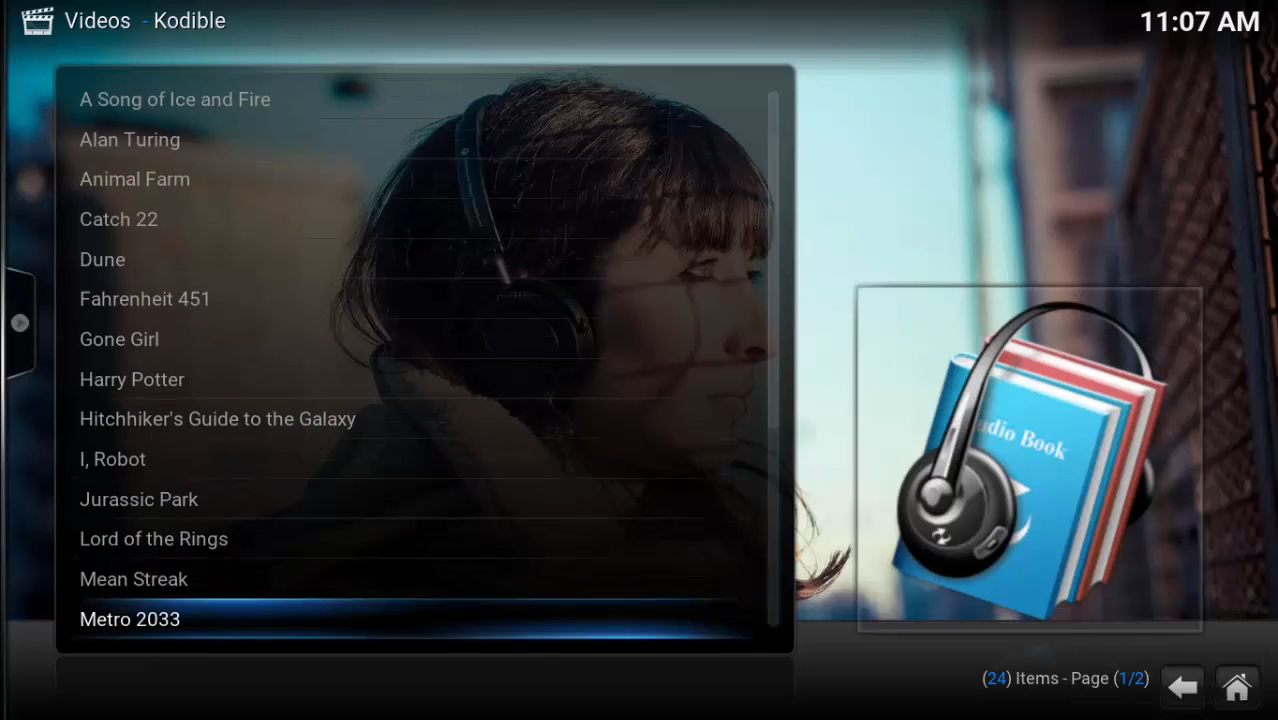 Videos - Kodible
11:07 AM
A Song of Ice and Fire
Alan Turing
Animal Farm
Catch 22
Dune
Fahrenheit 451
Gone Girl
Harry Potter
Hitchhiker's Guide to the Galaxy
I, Robot
Jurassic Park
Lord of the Rings
Mean Streak
Metro 2033
udio Book
(24) Items - Page (1/2)